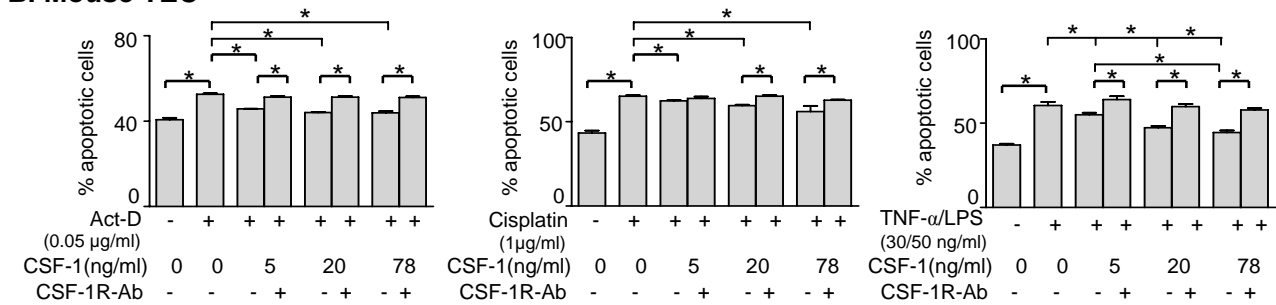 B. Mouse TEC
* * * * * * *
% apoptotic cells
80
40
0
Act-D - + + + + + + +
(0.05 µg/ml)
CSF-1(ng/ml) 0 0 5 20 78
CSF-1R-Ab - - - + - + - +
* * * * * *
% apoptotic cells
100
50
0
Cisplatin - + + + + + + +
(1µg/ml)
CSF-1(ng/ml) 0 0 5 20 78
CSF-1R-Ab - - - + - + - +
* * * * * * * *
% apoptotic cells
100
50
0
TNF-α/LPS - + + + + + + +
(30/50 ng/ml)
CSF-1(ng/ml) 0 0 5 20 78
CSF-1R-Ab - - - + - + - +